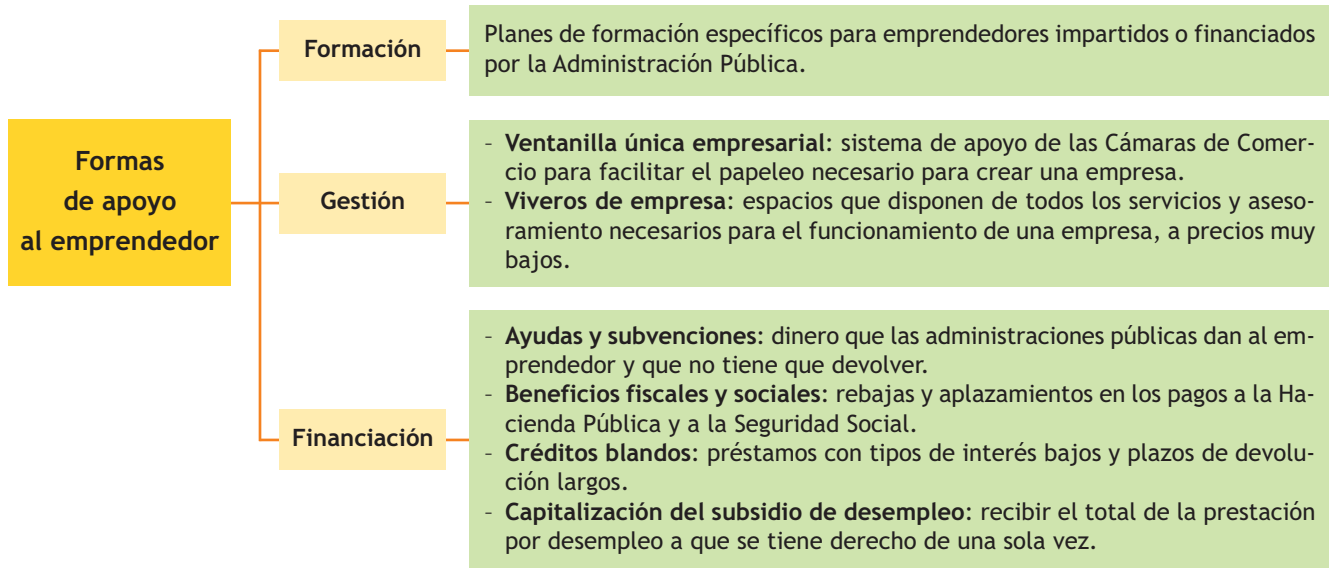 Formas
de apoyo
al emprendedor
Formación
Planes de formación específicos para emprendedores impartidos o financiados
por la Administración Pública.
Gestión
- Ventanilla única empresarial: sistema de apoyo de las Cámaras de Comer-
cio para facilitar el papeleo necesario para crear una empresa.
- Viveros de empresa: espacios que disponen de todos los servicios y aseso-
ramiento necesarios para el funcionamiento de una empresa, a precios muy
bajos.
Financiación
- Ayudas y subvenciones: dinero que las administraciones públicas dan al em-
prendedor y que no tiene que devolver.
- Beneficios fiscales y sociales: rebajas y aplazamientos en los pagos a la Ha-
cienda Pública y a la Seguridad Social.
- Créditos blandos: préstamos con tipos de interés bajos y plazos de devolu-
ción largos.
- Capitalización del subsidio de desempleo: recibir el total de la prestación
por desempleo a que se tiene derecho de una sola vez.